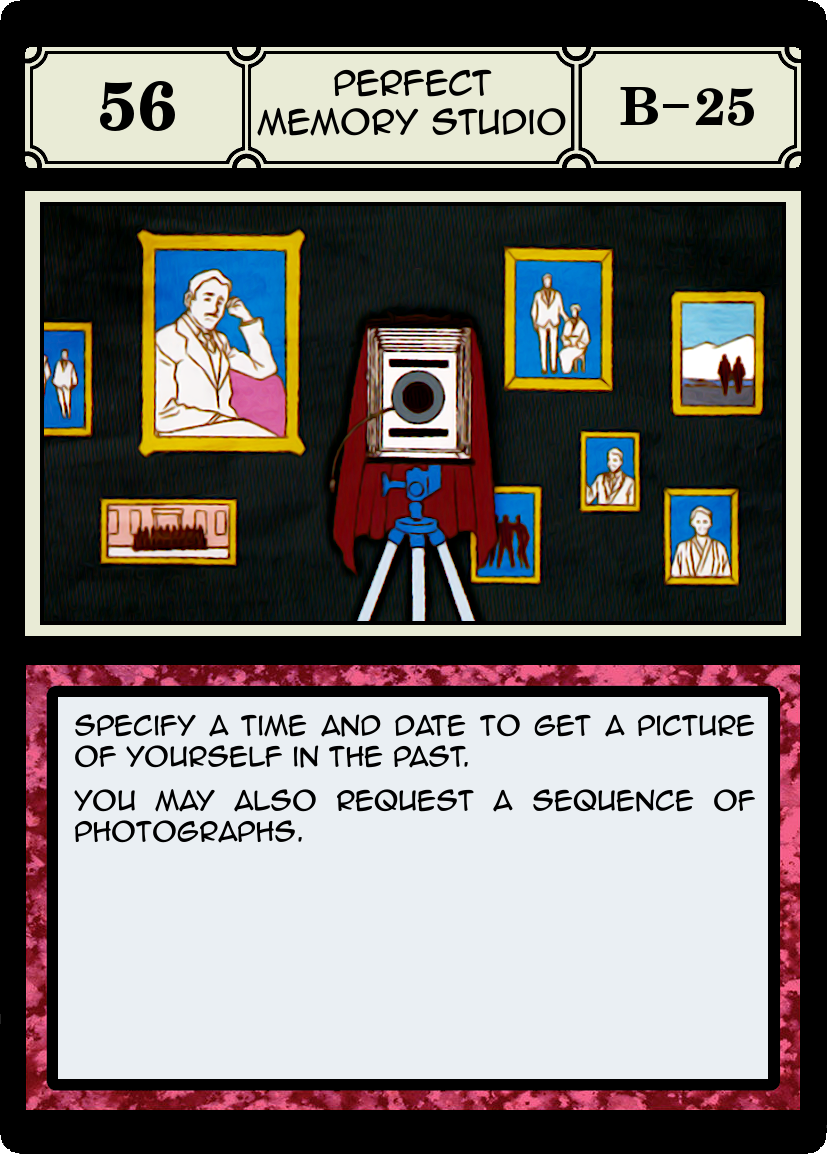 56
PERFECT
MEMORY STUDIO
B-25
SPECIFY A TIME AND DATE TO GET A PICTURE
OF YOURSELF IN THE PAST.
YOU MAY ALSO REQUEST A SEQUENCE OF
PHOTOGRAPHS.